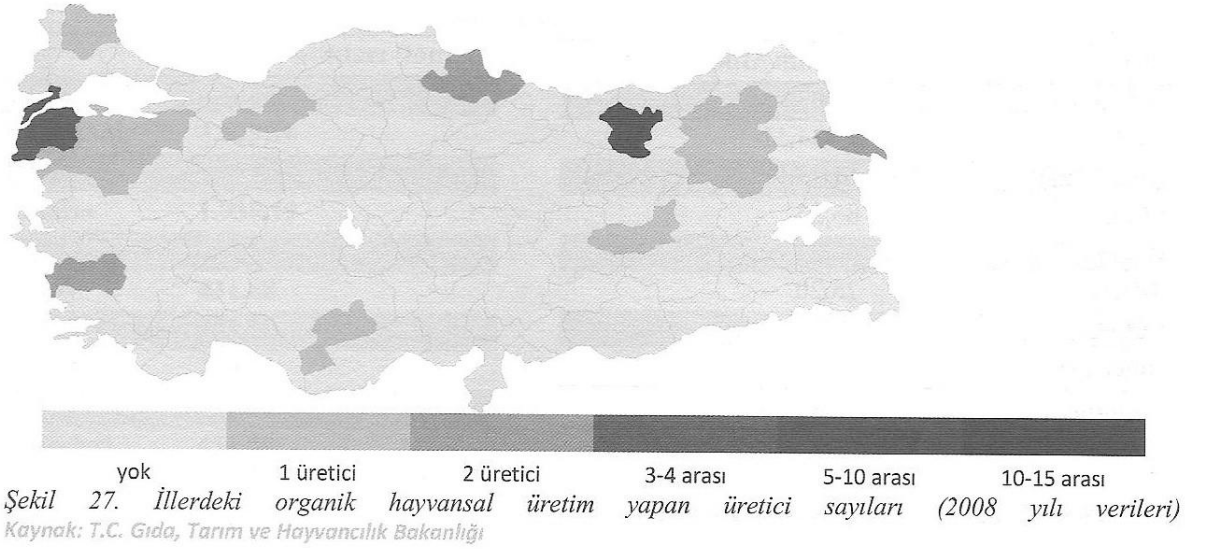 yok 1 üretici 2 üretici 3-4 arası 5-10 arası 10-15 arası
Şekil 27. İllerdeki organik hayvansal üretim yapan üretici sayıları (2008 yılı verileri)
Kaynak: T.C. Gıda, Tarım ve Hayvancılık Bakanlığı